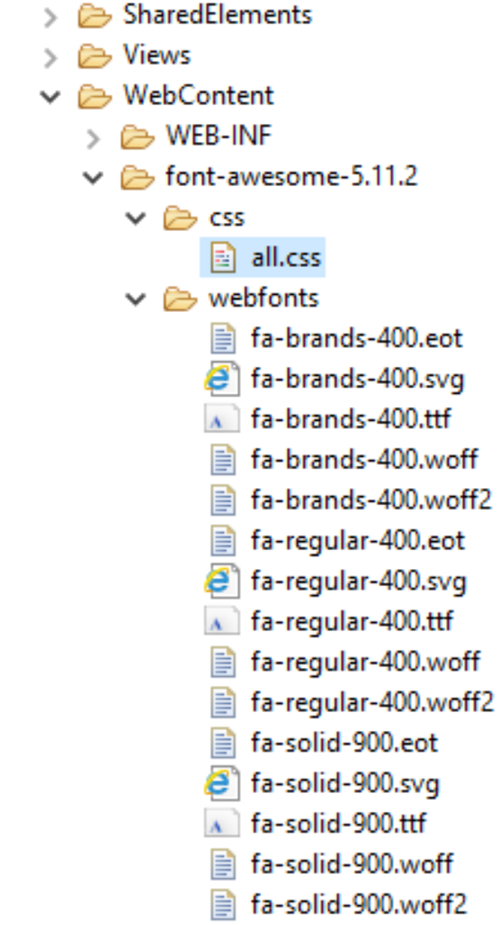 SharedElements
Views
WebContent
WEB-INF
font-awesome-5.11.2
css
all.css
webfonts
fa-brands-400.eot
fa-brands-400.svg
fa-brands-400.ttf
fa-brands-400.woff
fa-brands-400.woff2
fa-regular-400.eot
fa-regular-400.svg
fa-regular-400.ttf
fa-regular-400.woff
fa-regular-400.woff2
fa-solid-900.eot
fa-solid-900.svg
fa-solid-900.ttf
fa-solid-900.woff
fa-solid-900.woff2